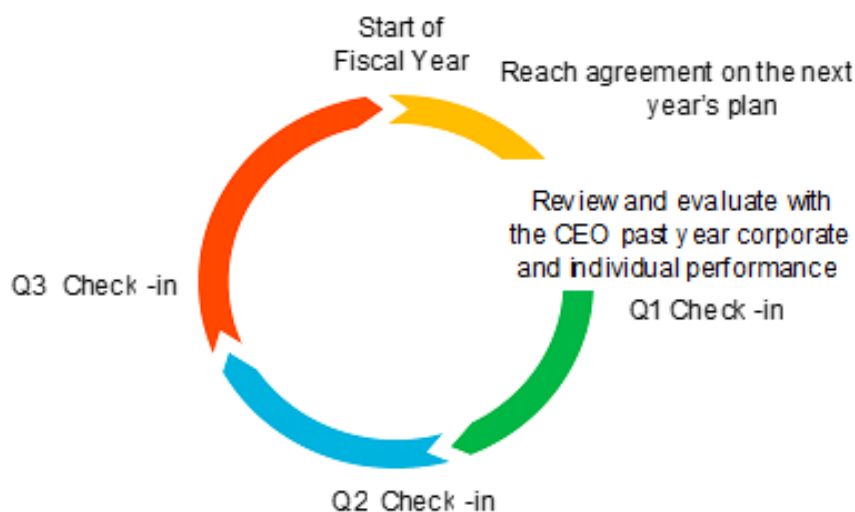 Start of
Fiscal Year
Reach agreement on the next
year's plan
Review and evaluate with
the CEO past year corporate
and individual performance
Q1 Check -in
Q2 Check -in
Q3 Check -in